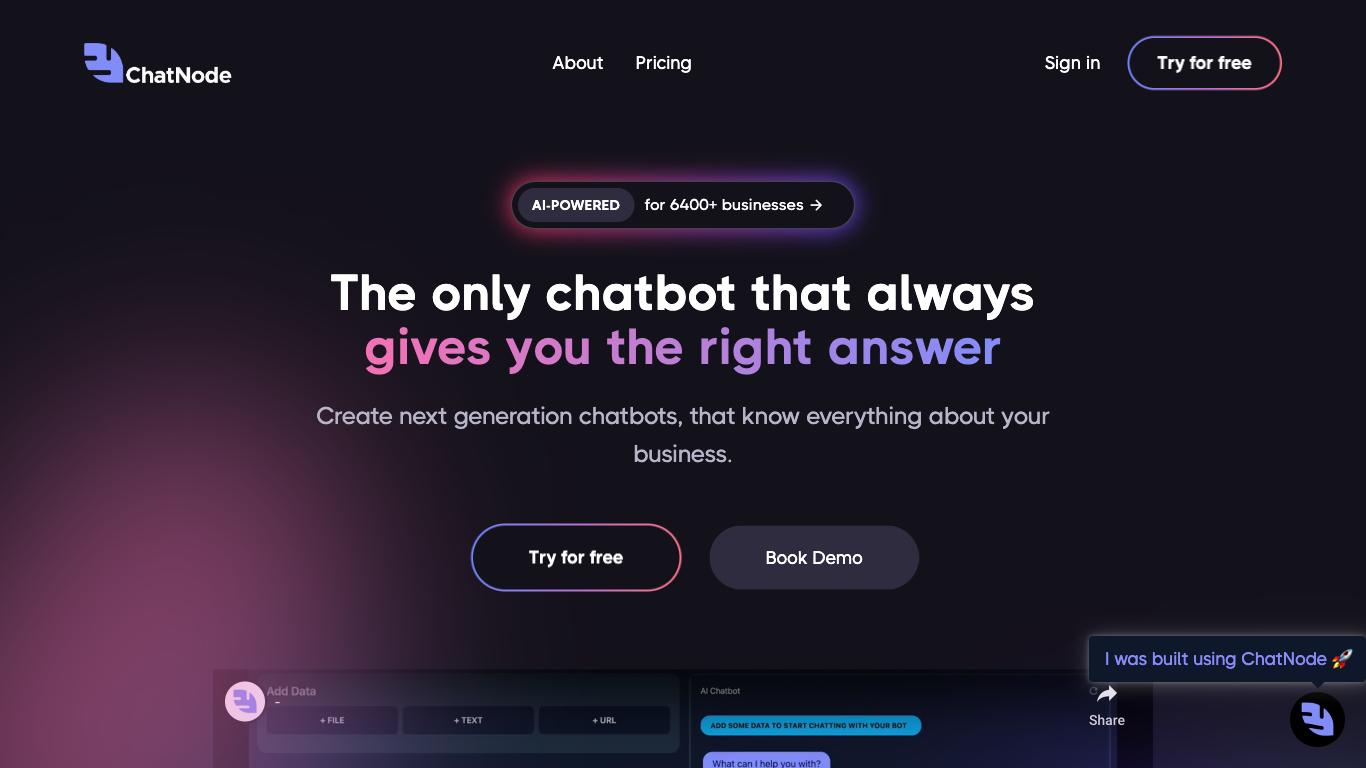 ChatNode
About
Pricing
Sign in
Try for free
AI-POWERED
for 6400+ businesses →
The only chatbot that always
gives you the right answer
Create next generation chatbots, that know everything about your
business.
Try for free
Book Demo
I was built using ChatNode 🚀
Add Data
AI Chatbot
+ FILE
+ TEXT
+ URL
ADD SOME DATA TO START CHATTING WITH YOUR BOT
Share
What can I help you with?